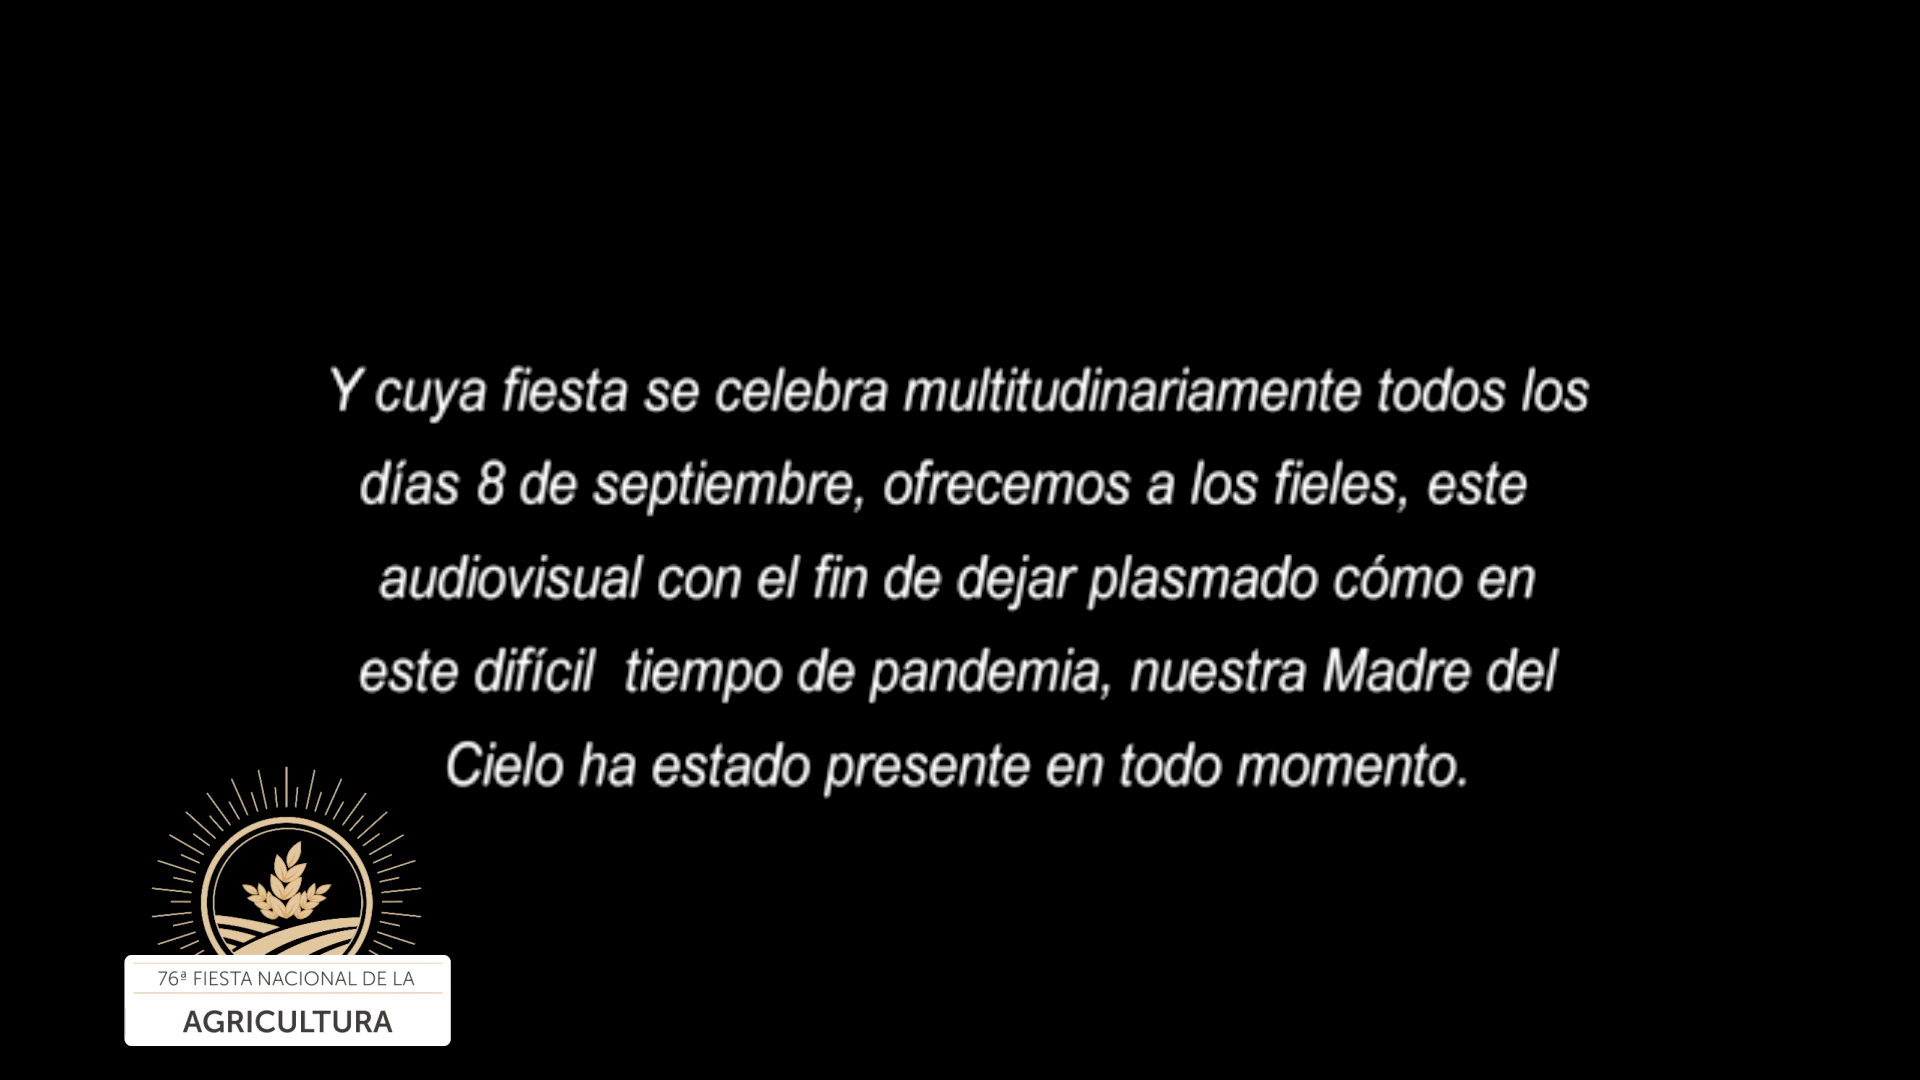 Y cuya fiesta se celebra multitudinariamente todos los
días 8 de septiembre, ofrecemos a los fieles, este
audiovisual con el fin de dejar plasmado cómo en
este difícil  tiempo de pandemia, nuestra Madre del
Cielo ha estado presente en todo momento.
76ª FIESTA NACIONAL DE LA
AGRICULTURA